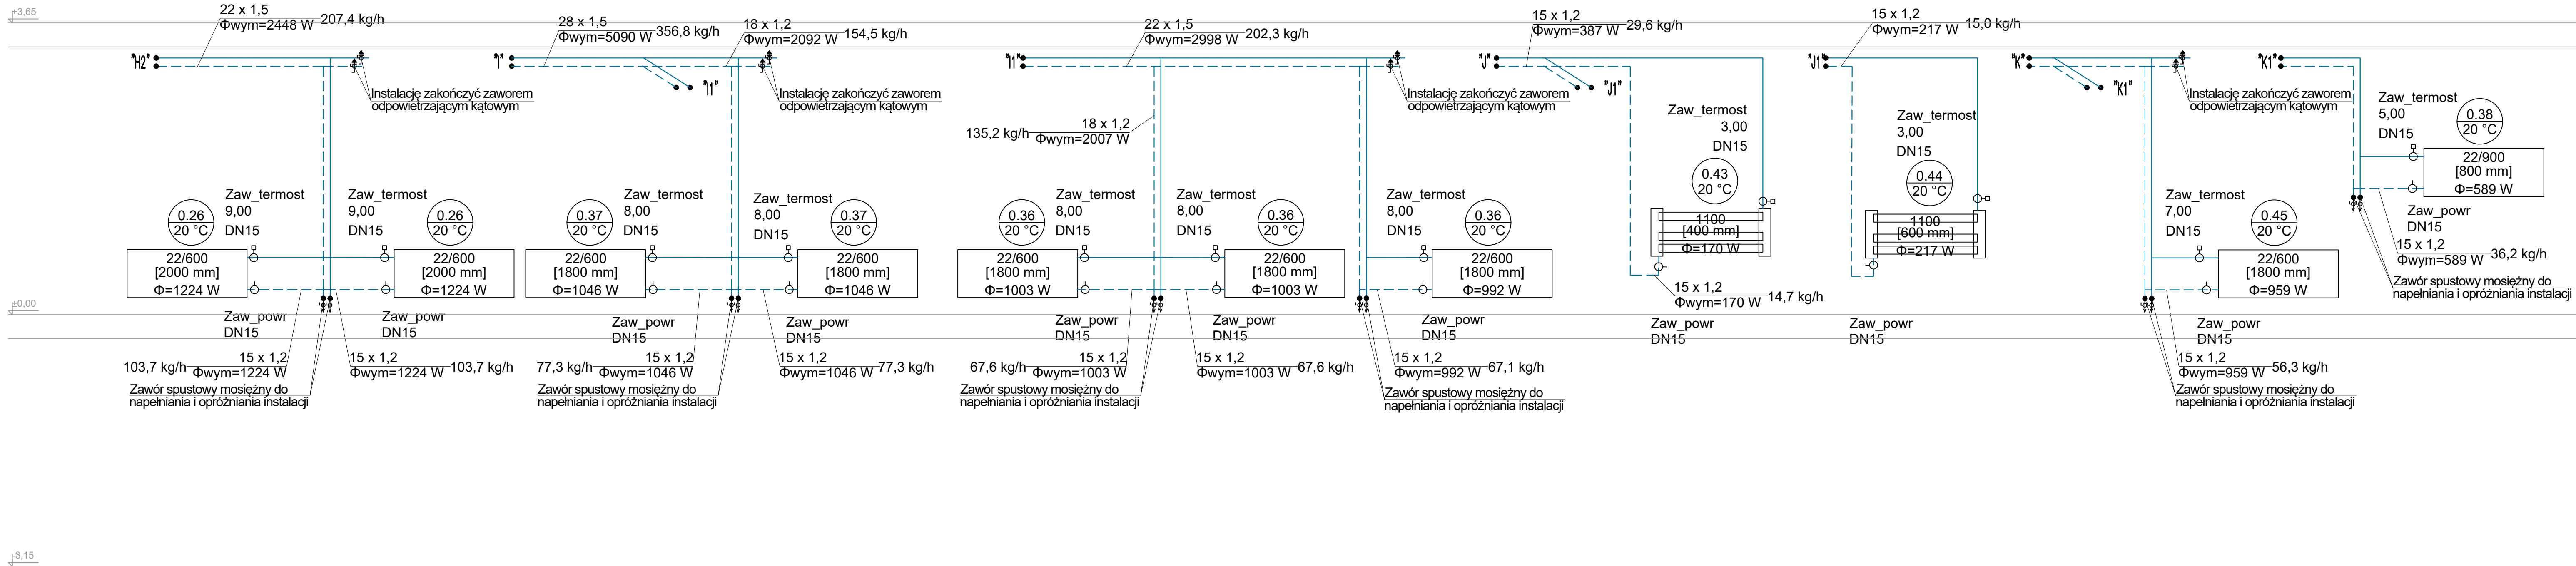 +3,65
22 x 1,5
Φwym=2448 W
207,4 kg/h
"H2"
Instalację zakończyć zaworem
odpowietrzającym kątowym
0.26
20 °C
Zaw_termost
9,00
DN15
Zaw_termost
9,00
DN15
0.26
20 °C
22/600
[2000 mm]
Φ=1224 W
22/600
[2000 mm]
Φ=1224 W
Zaw_powr
DN15
Zaw_powr
DN15
103,7 kg/h
15 x 1,2
Φwym=1224 W
15 x 1,2
Φwym=1224 W
103,7 kg/h
Zawór spustowy mosiężny do
napełniania i opróżniania instalacji
28 x 1,5
Φwym=5090 W
356,8 kg/h
18 x 1,2
Φwym=2092 W
154,5 kg/h
"I"
"I1"
Instalację zakończyć zaworem
odpowietrzającym kątowym
0.37
20 °C
Zaw_termost
8,00
DN15
Zaw_termost
8,00
DN15
0.37
20 °C
22/600
[1800 mm]
Φ=1046 W
22/600
[1800 mm]
Φ=1046 W
Zaw_powr
DN15
Zaw_powr
DN15
77,3 kg/h
15 x 1,2
Φwym=1046 W
15 x 1,2
Φwym=1046 W
77,3 kg/h
Zawór spustowy mosiężny do
napełniania i opróżniania instalacji
22 x 1,5
Φwym=2998 W
202,3 kg/h
"I1"
Instalację zakończyć zaworem
odpowietrzającym kątowym
135,2 kg/h
18 x 1,2
Φwym=2007 W
0.36
20 °C
Zaw_termost
8,00
DN15
Zaw_termost
8,00
DN15
0.36
20 °C
Zaw_termost
8,00
DN15
0.36
20 °C
22/600
[1800 mm]
Φ=1003 W
22/600
[1800 mm]
Φ=1003 W
22/600
[1800 mm]
Φ=992 W
Zaw_powr
DN15
Zaw_powr
DN15
Zaw_powr
DN15
67,6 kg/h
15 x 1,2
Φwym=1003 W
15 x 1,2
Φwym=1003 W
67,6 kg/h
15 x 1,2
Φwym=992 W
67,1 kg/h
Zawór spustowy mosiężny do
napełniania i opróżniania instalacji
Zawór spustowy mosiężny do
napełniania i opróżniania instalacji
15 x 1,2
Φwym=387 W
29,6 kg/h
"J"
"J1"
Zaw_termost
3,00
DN15
0.43
20 °C
1100
[400 mm]
Φ=170 W
15 x 1,2
Φwym=170 W
14,7 kg/h
Zaw_powr
DN15
15 x 1,2
Φwym=217 W
15,0 kg/h
"J1
Zaw_termost
3,00
DN15
0.44
20 °C
1100
[600 mm]
Φ=217 W
Zaw_powr
DN15
"K"
"K1"
Instalację zakończyć zaworem
odpowietrzającym kątowym
Zaw_termost
7,00
DN15
0.45
20 °C
22/600
[1800 mm]
Φ=959 W
Zaw_powr
DN15
15 x 1,2
Φwym=959 W
56,3 kg/h
Zawór spustowy mosiężny do
napełniania i opróżniania instalacji
"K1"
Zaw_termost
5,00
DN15
0.38
20 °C
22/900
[800 mm]
Φ=589 W
Zaw_powr
DN15
15 x 1,2
Φwym=589 W
36,2 kg/h
Zawór spustowy mosiężny do
napełniania i opróżniania instalacji
±0,00
-3,15